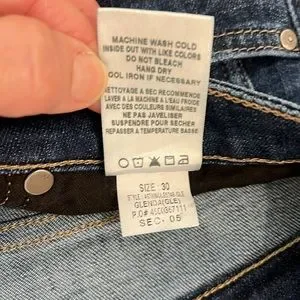 MACHINE WASH COLD
INSIDE OUT WITH LIKE COLORS
DO NOT BLEACH
HANG DRY
COOL IRON IF NECESSARY
NETTOYAGE A SEC RECOMMENDE
LAVER A LA MACHINE A L'EAU FROIDE
AVEC DES COULEURS SIMILAIRES
NE PAS JAVELISER
SUSPENDRE POUR SECHER
REPASSER A TEMPERATURE BASSE
SIZE: 30
STYLE:
GLENDA(GLE)
P.O#
SEC- 05